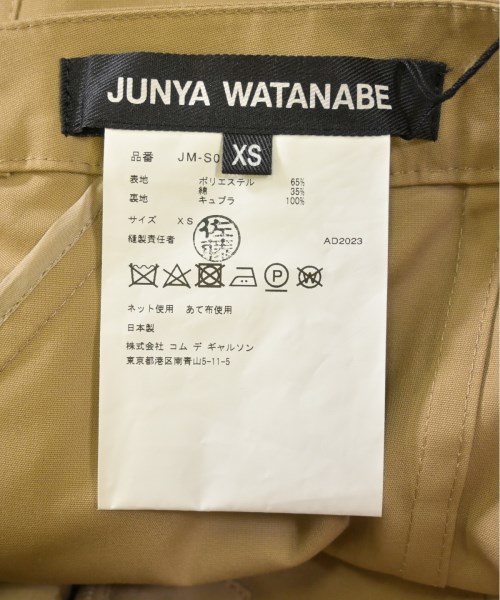 JUNYA WATANABE
XS
品番 JM-S0
表地 ポリエステル 65%
綿 35%
裏地 キュプラ 100%
サイズ XS
縫製責任者 AD2023
P W
ネット使用 あて布使用
日本製
株式会社 コム デ ギャルソン
東京都港区南青山5-11-5